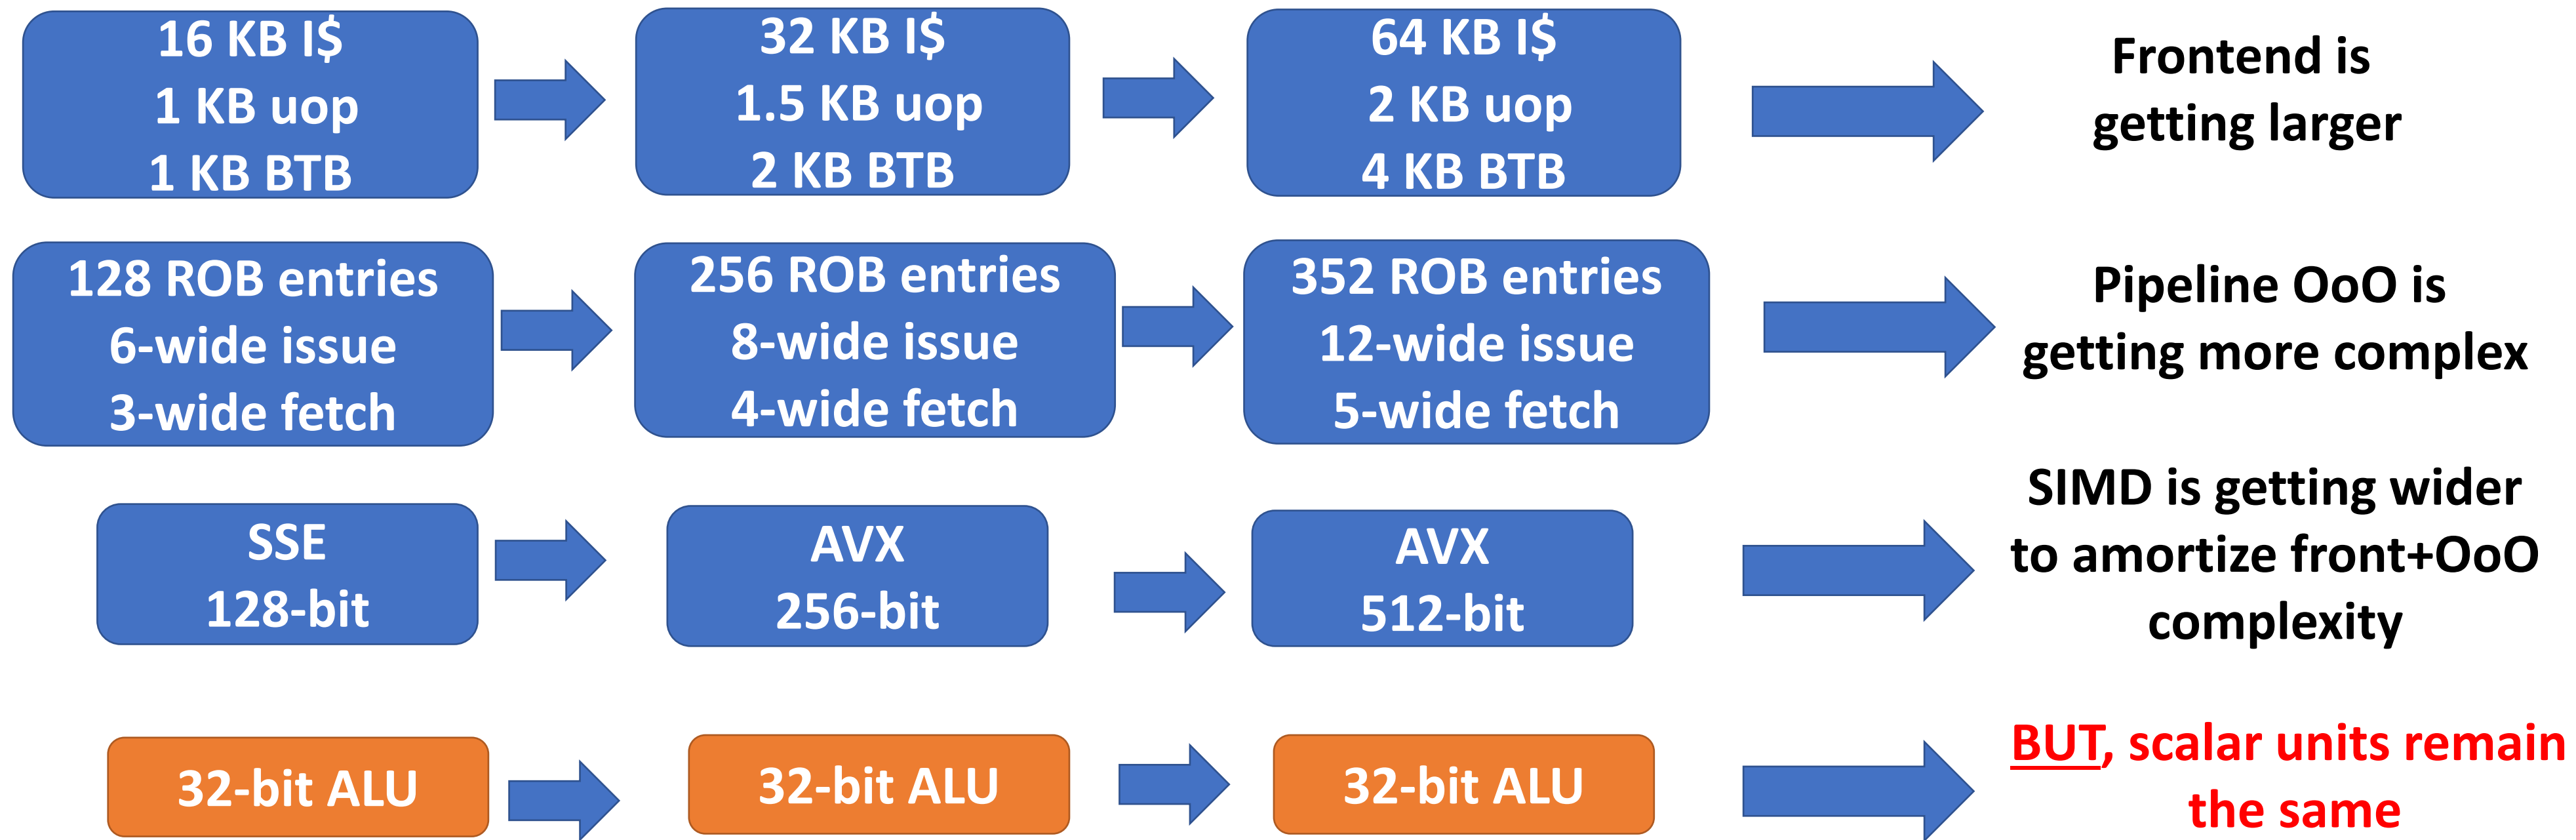 16 KB I$
1 KB uop
1 KB BTB
32 KB I$
1.5 KB uop
2 KB BTB
64 KB I$
2 KB uop
4 KB BTB
Frontend is
getting larger
128 ROB entries
6-wide issue
3-wide fetch
256 ROB entries
8-wide issue
4-wide fetch
352 ROB entries
12-wide issue
5-wide fetch
Pipeline OoO is
getting more complex
SSE
128-bit
AVX
256-bit
AVX
512-bit
SIMD is getting wider
to amortize front+OoO
complexity
32-bit ALU
32-bit ALU
32-bit ALU
BUT, scalar units remain
the same